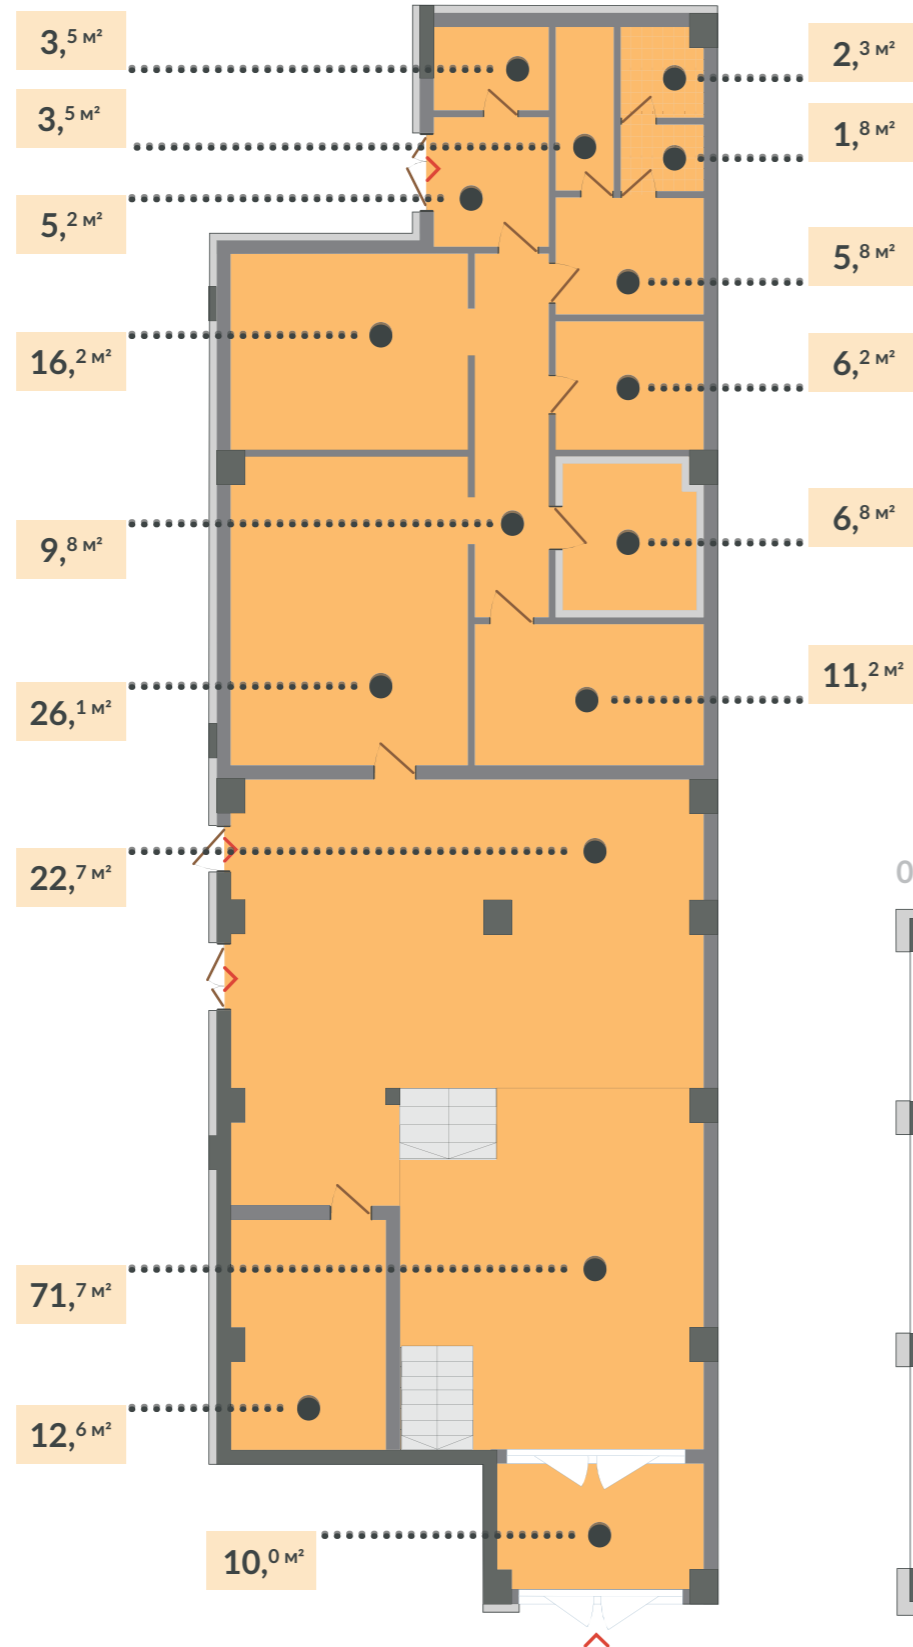 3,5 м²
2,3 м²
3,5 м²
1,8 м²
5,2 м²
5,8 м²
16,2 м²
6,2 м²
9,8 м²
6,8 м²
11,2 м²
26,1 м²
22,7 м²
0
71,7 м²
12,6 м²
10,0 м²